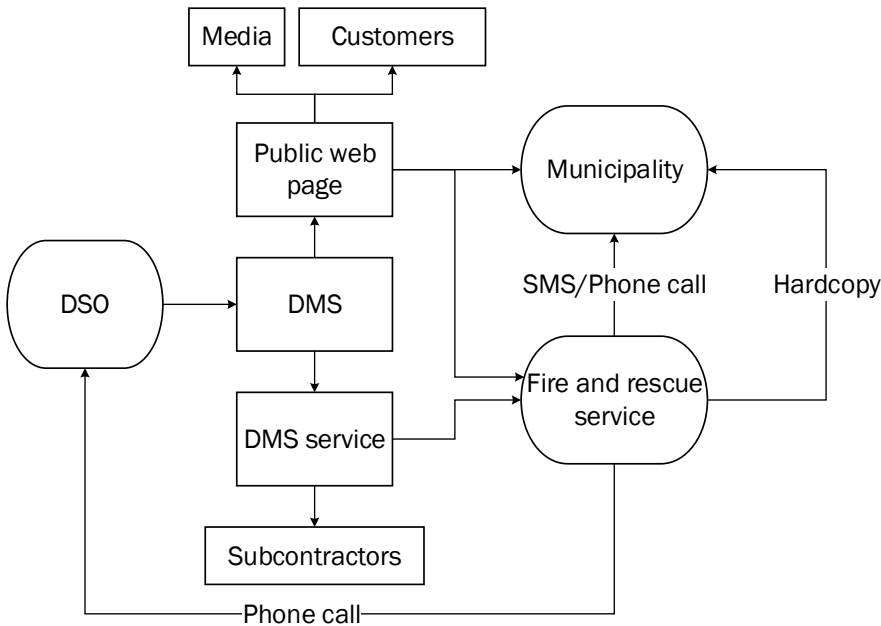 Media
Customers
Public web
page
Municipality
DSO
DMS
SMS/Phone call
Hardcopy
Fire and rescue
service
DMS service
Subcontractors
Phone call